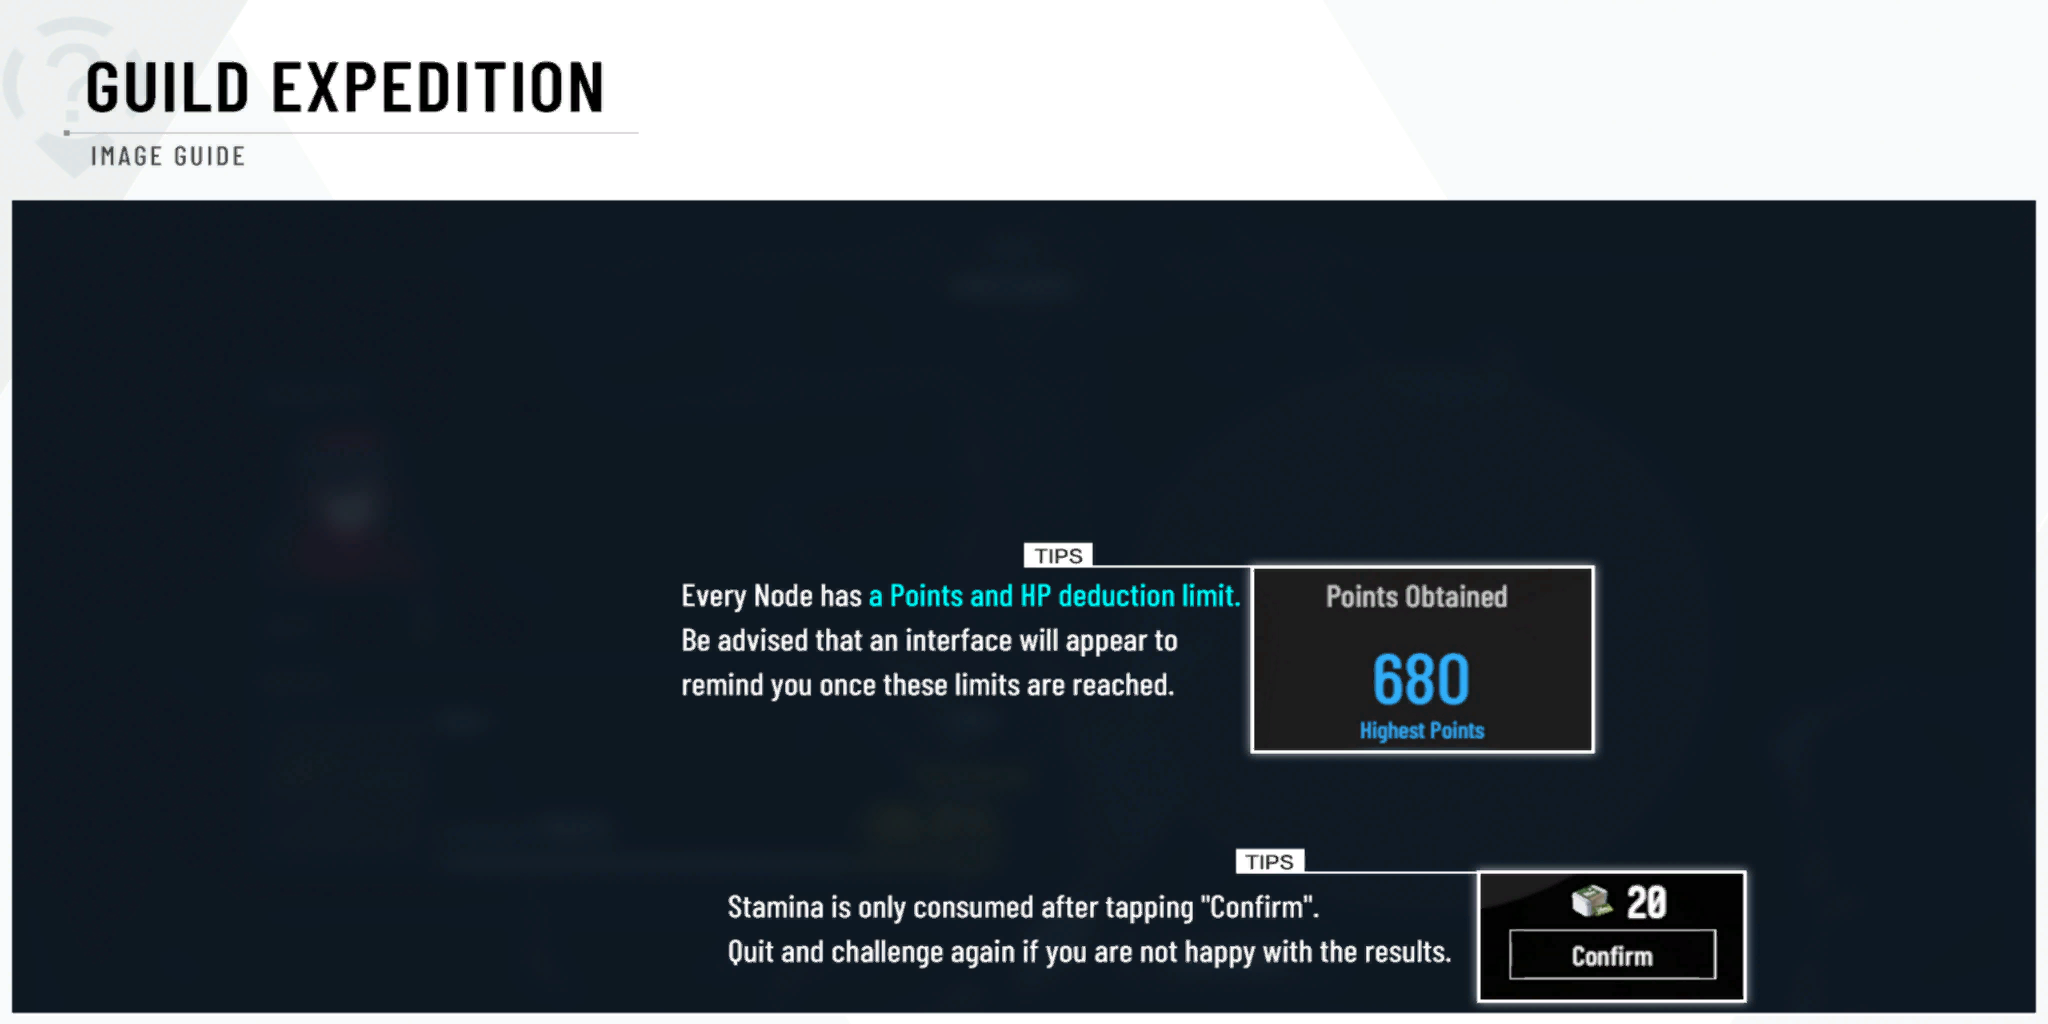 GUILD EXPEDITION
IMAGE GUIDE
TIPS
Every Node has a Points and HP deduction limit.
Be advised that an interface will appear to
remind you once these limits are reached.
Points Obtained
680
Highest Points
TIPS
Stamina is only consumed after tapping "Confirm".
Quit and challenge again if you are not happy with the results.
20
Confirm